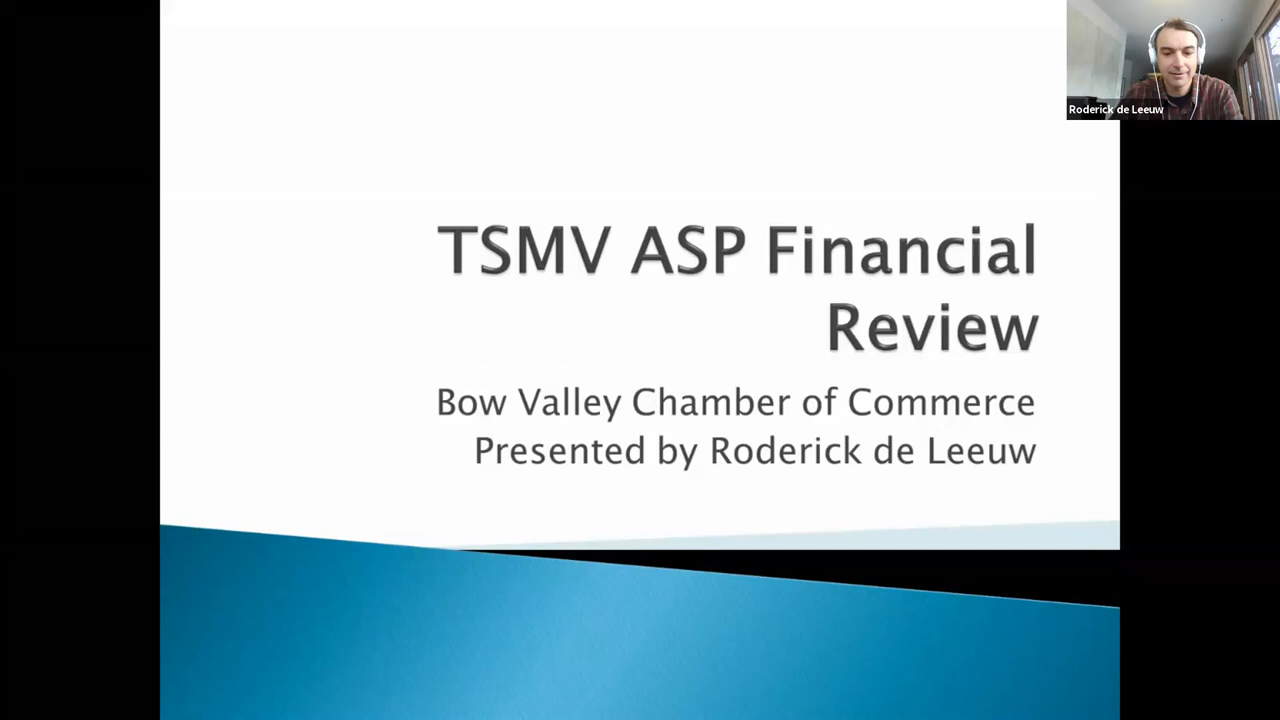 Roderick de Leeuw
TSMV ASP Financial
Review
Bow Valley Chamber of Commerce
Presented by Roderick de Leeuw